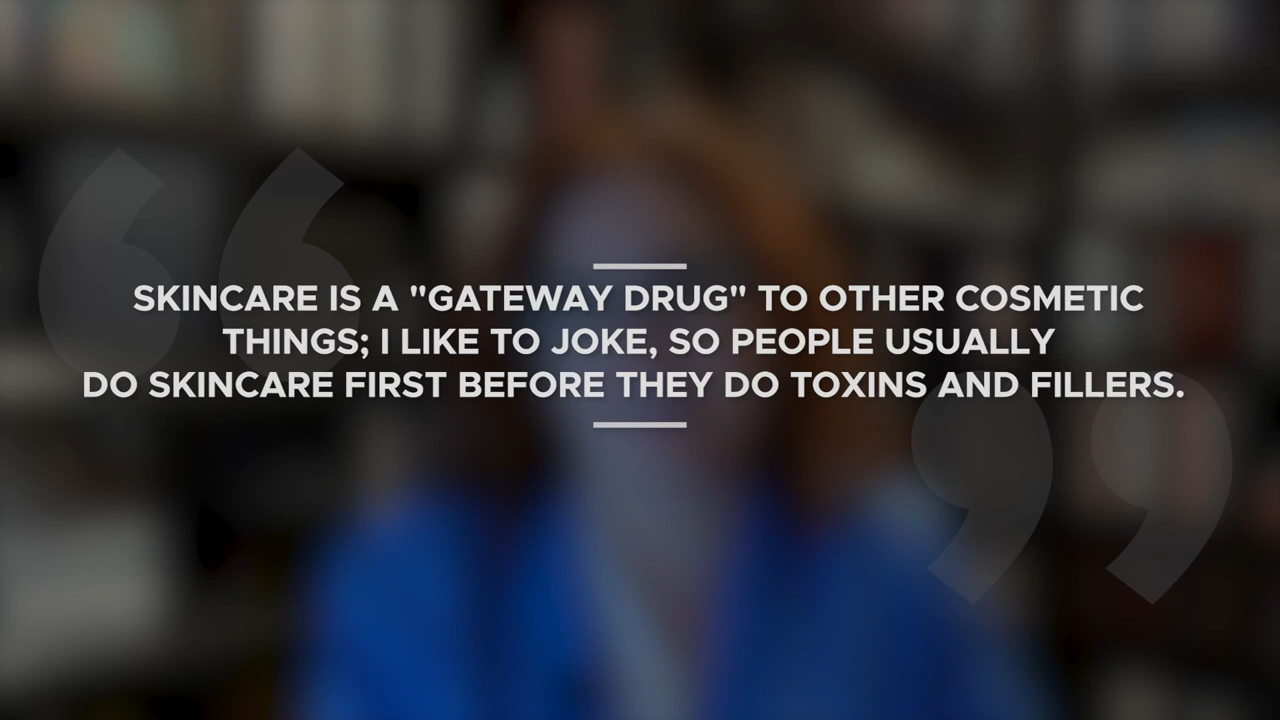 SKINCARE IS A "GATEWAY DRUG" TO OTHER COSMETIC
THINGS; I LIKE TO JOKE, SO PEOPLE USUALLY
DO SKINCARE FIRST BEFORE THEY DO TOXINS AND FILLERS.